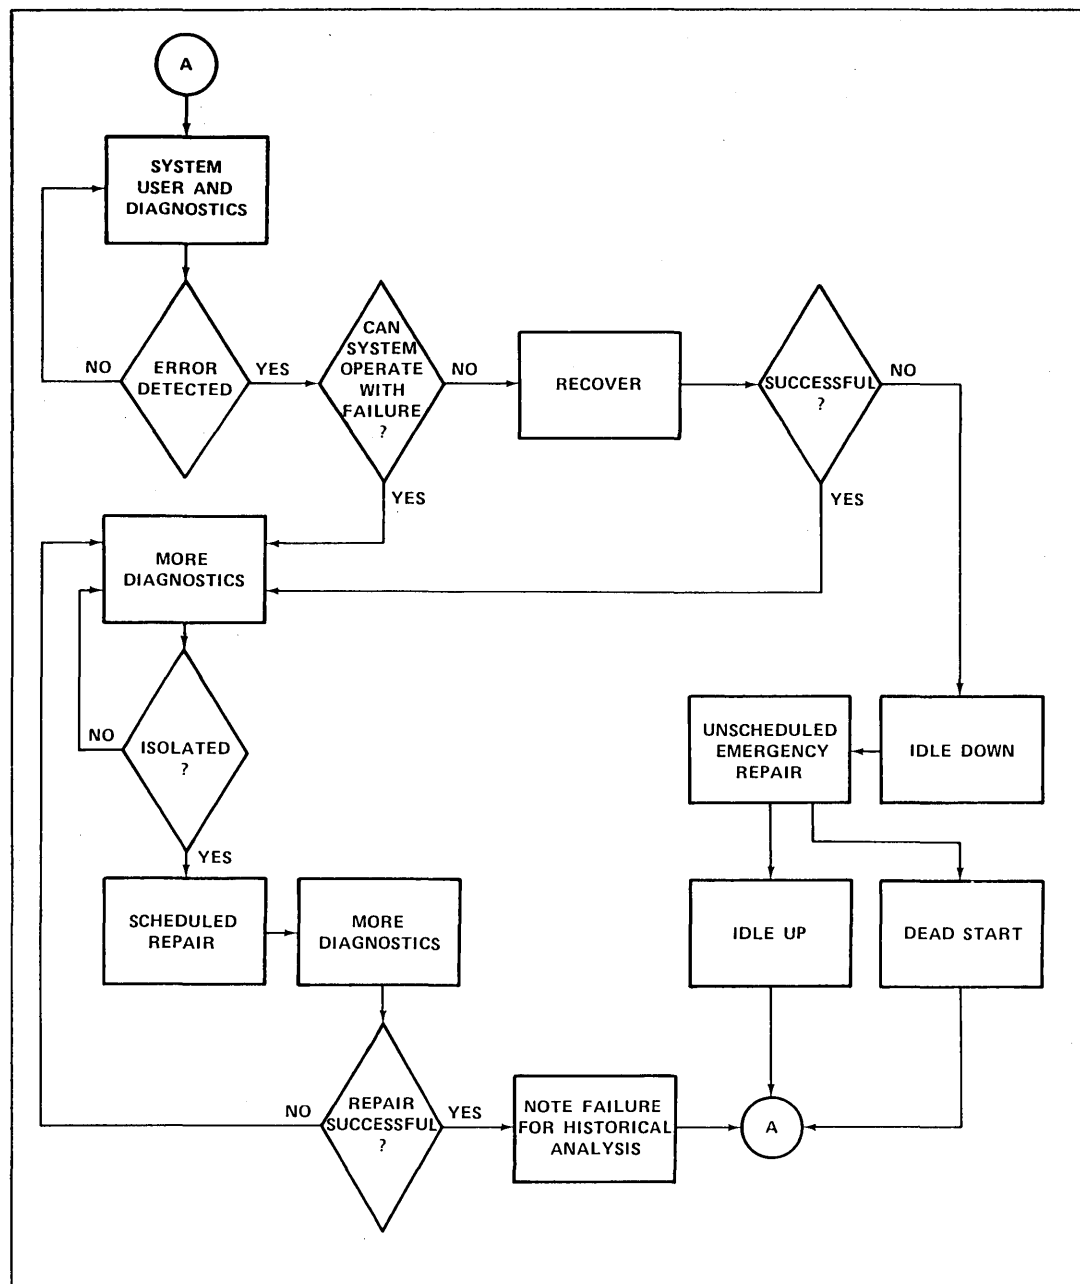 A
SYSTEM
USER AND
DIAGNOSTICS
NO
ERROR
DETECTED
YES
CAN
SYSTEM
OPERATE
WITH
FAILURE
?
NO
RECOVER
SUCCESSFUL
?
NO
YES
YES
MORE
DIAGNOSTICS
NO
ISOLATED
?
YES
UNSCHEDULED
EMERGENCY
REPAIR
IDLE DOWN
SCHEDULED
REPAIR
MORE
DIAGNOSTICS
IDLE UP
DEAD START
NO
REPAIR
SUCCESSFUL
?
YES
NOTE FAILURE
FOR HISTORICAL
ANALYSIS
A